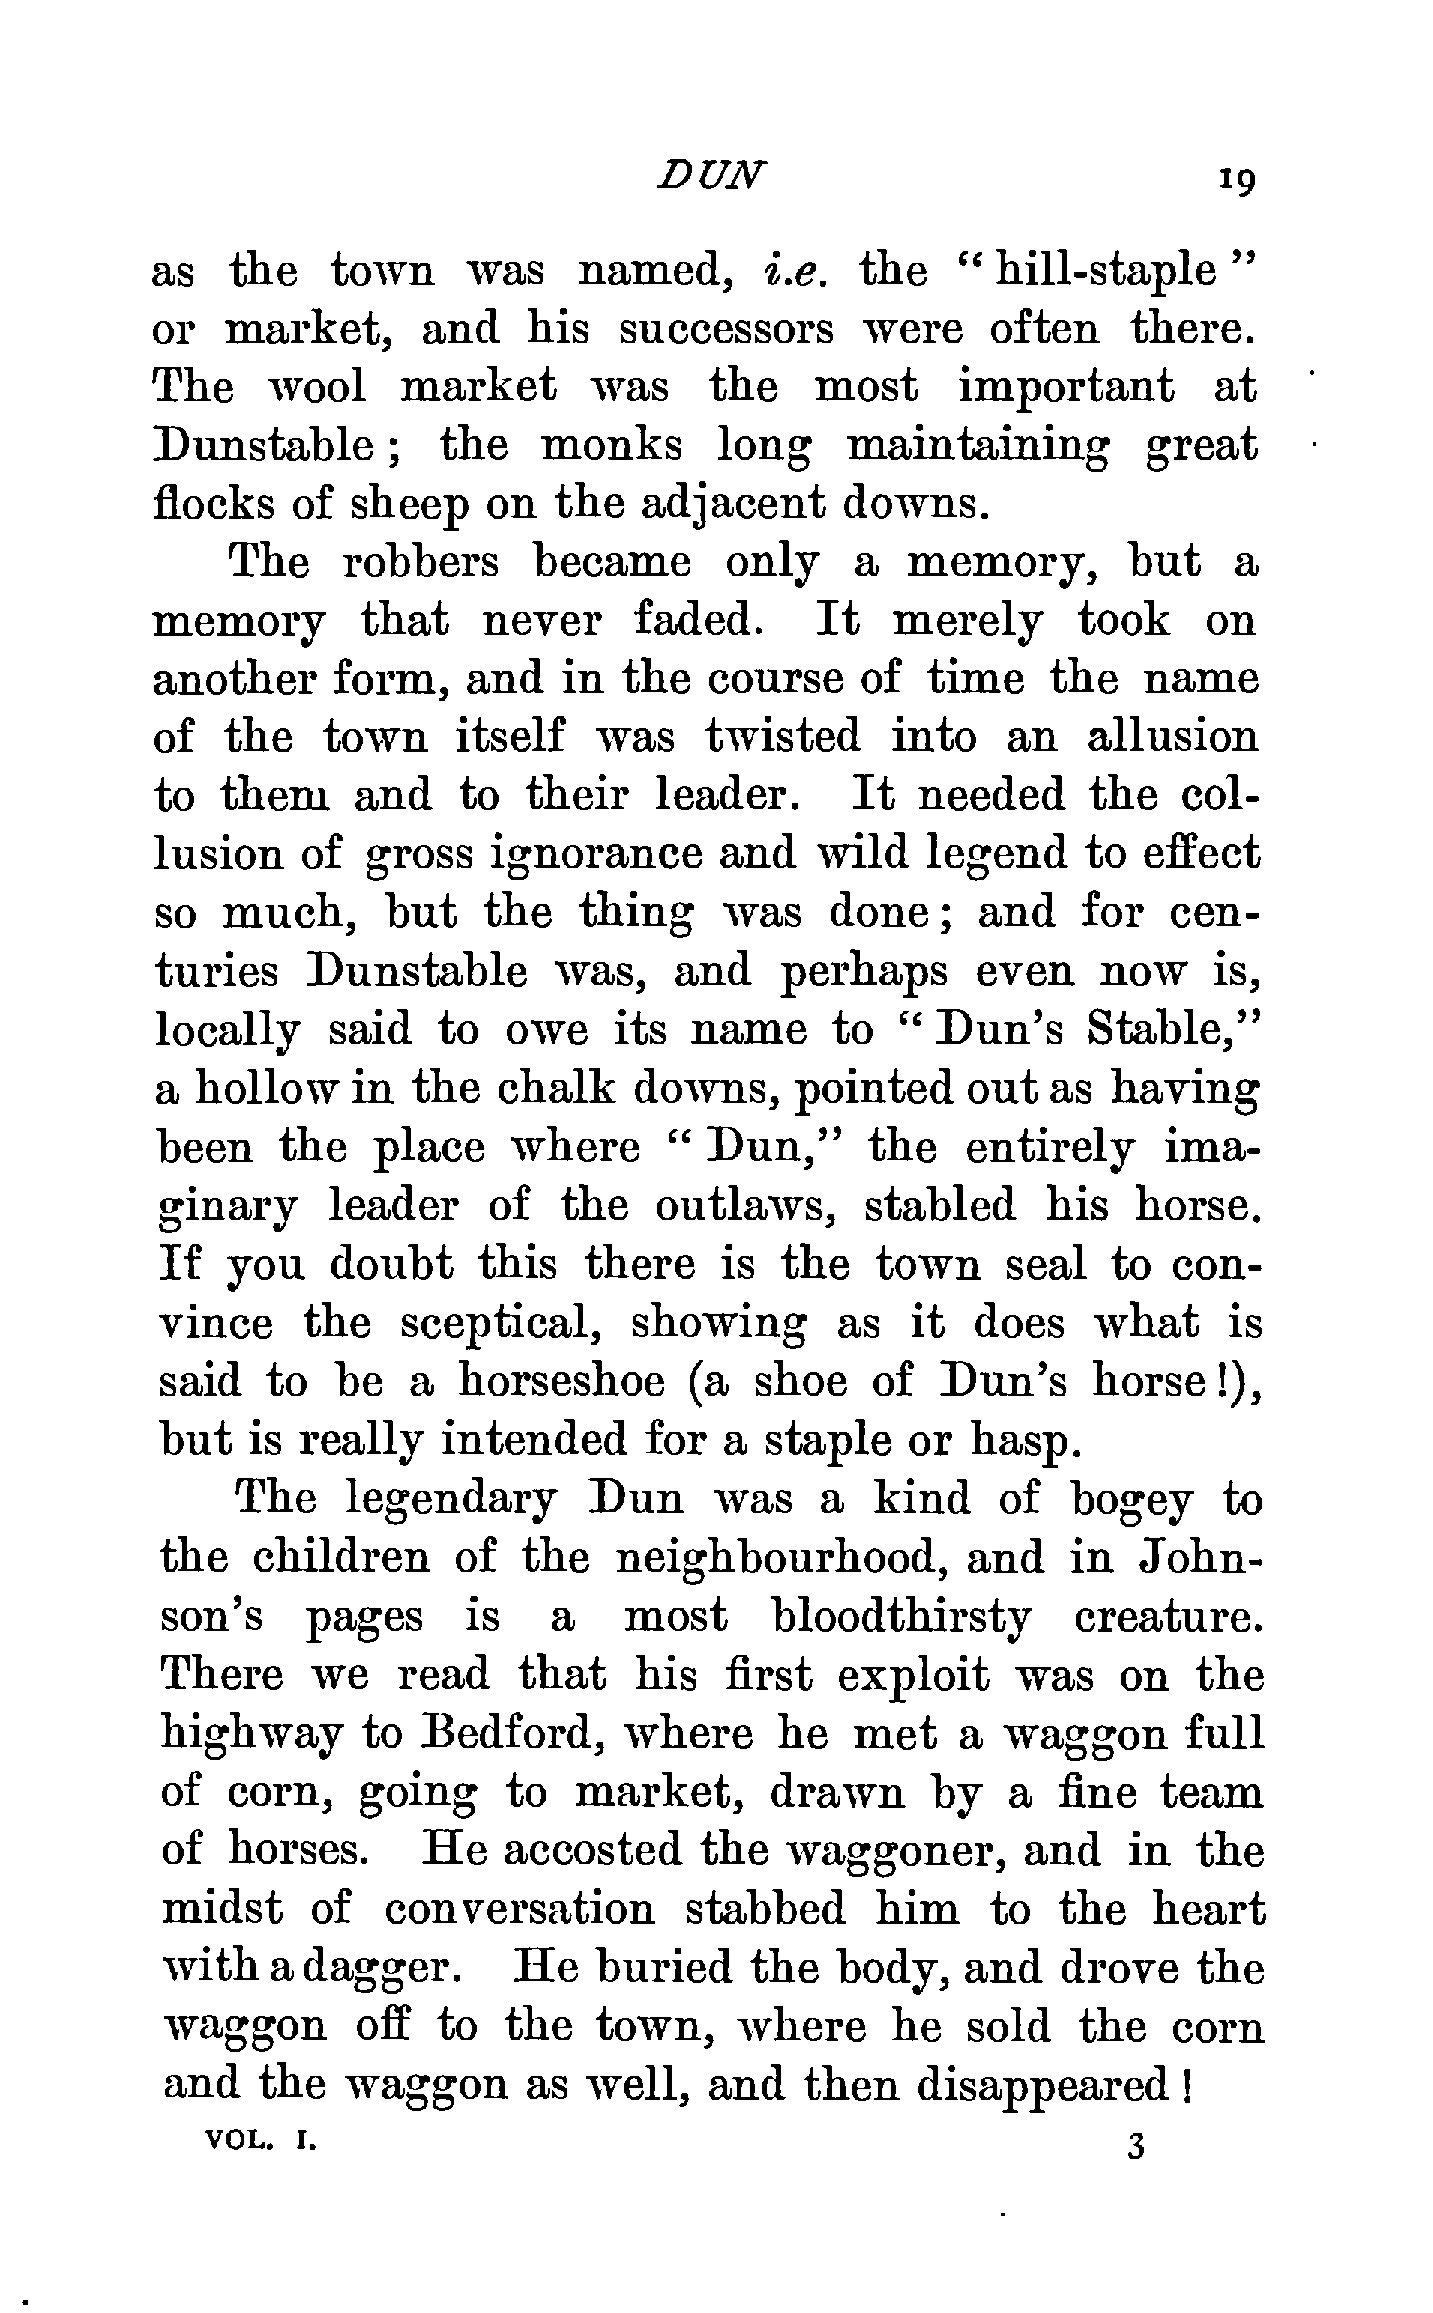 DUN 19
as the town was named, i.e. the “ hill-staple ”
or market, and his successors were often there.
The wool market was the most important at
Dunstable ; the monks long maintaining great
flocks of sheep on the adjacent downs.
The robbers became only a memory, but a
memory that never faded. It merely took on
another form, and in the course of time the name
of the town itself was twisted into an allusion
to them and to their leader. It needed the col-
lusion of gross ignorance and wild legend to effect
so much, but the thing was done ; and for cen-
turies Dunstable was, and perhaps even now is,
locally said to owe its name to “ Dun’s Stable,”
a hollow in the chalk downs, pointed out as having
been the place where “ Dun,” the entirely ima-
ginary leader of the outlaws, stabled his horse.
If you doubt this there is the town seal to con-
vince the sceptical, showing as it does what is
said to be a horseshoe (a shoe of Dun’s horse !),
but is really intended for a staple or hasp.
The legendary Dun was a kind of bogey to
the children of the neighbourhood, and in John-
son’s pages is a most bloodthirsty creature.
There we read that his first exploit was on the
highway to Bedford, where he met a waggon full
of corn, going to market, drawn by a fine team
of horses. He accosted the waggoner, and in the
midst of conversation stabbed him to the heart
with a dagger. He buried the body, and drove the
waggon off to the town, where he sold the corn
and the waggon as well, and then disappeared !
VOL. I. 3